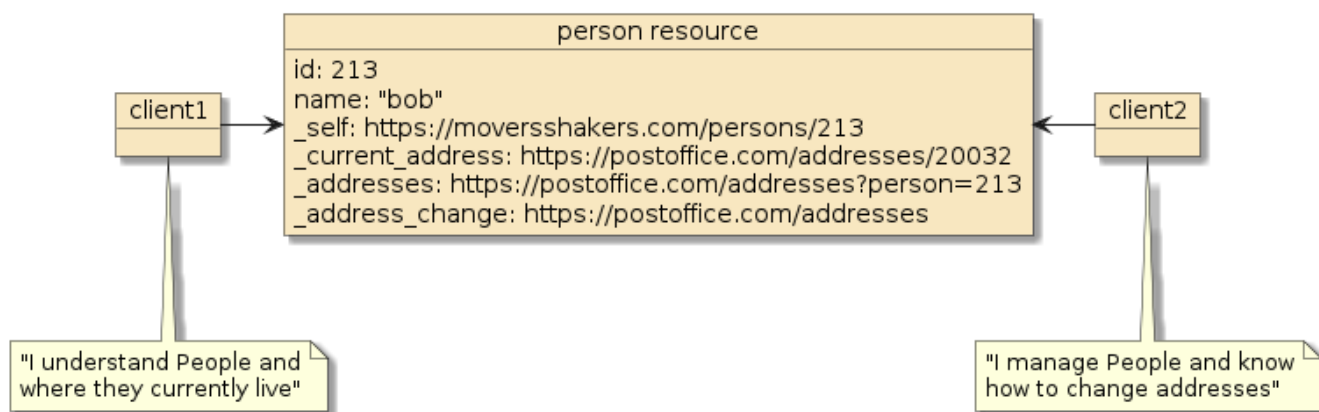 person resource
id: 213
name: "bob"
_self: https://moversshakers.com/persons/213
_current_address: https://postoffice.com/addresses/20032
_addresses: https://postoffice.com/addresses?person=213
_address_change: https://postoffice.com/addresses
client1
client2
"I understand People and
where they currently live"
"I manage People and know
how to change addresses"